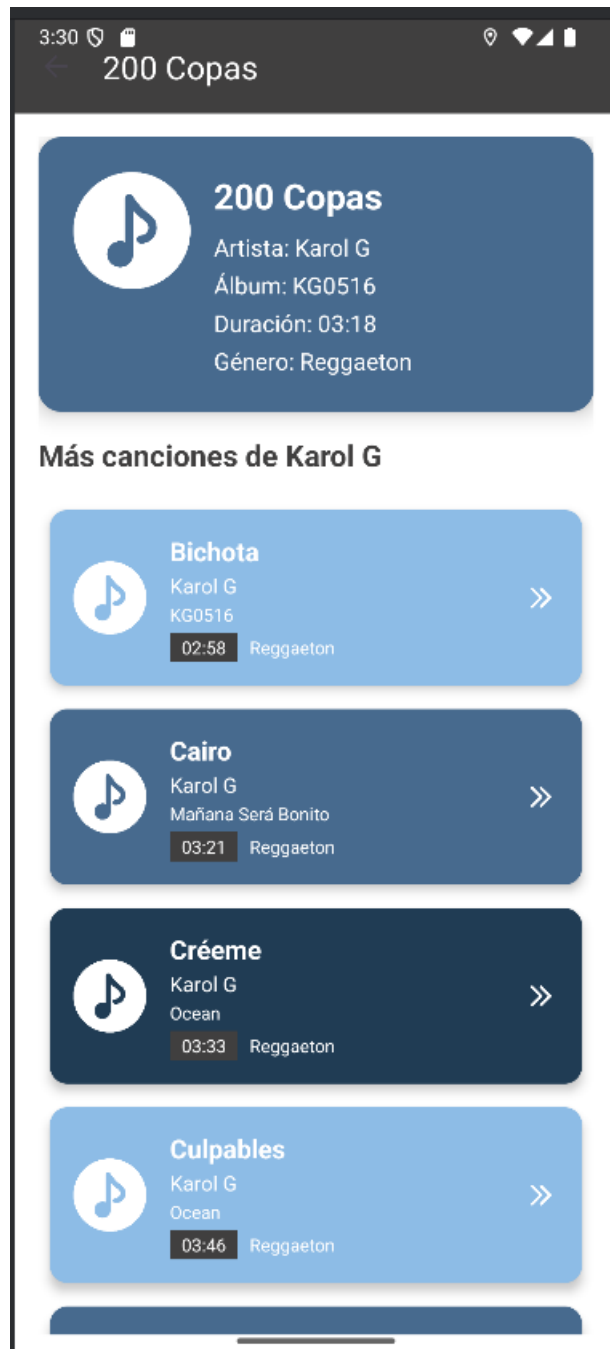 3:30
200 Copas
200 Copas
Artista: Karol G
Álbum: KG0516
Duración: 03:18
Género: Reggaeton
Más canciones de Karol G
Bichota
Karol G
KG0516
02:58 Reggaeton
Cairo
Karol G
Mañana Será Bonito
03:21 Reggaeton
Créeme
Karol G
Ocean
03:33 Reggaeton
Culpables
Karol G
Ocean
03:46 Reggaeton